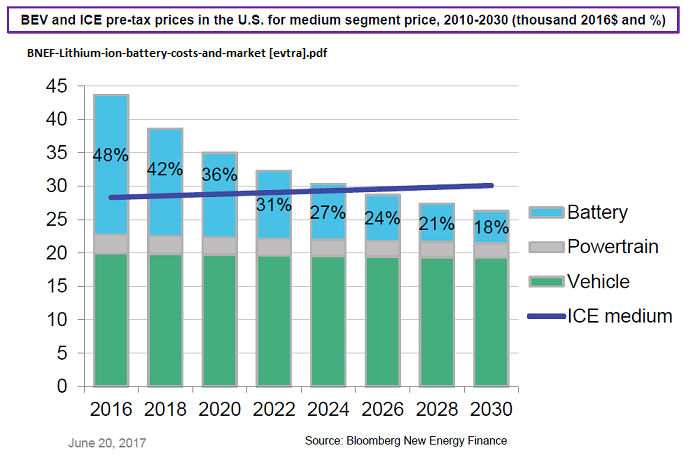 BEV and ICE pre-tax prices in the U.S. for medium segment price, 2010-2030 (thousand 2016$ and %)
BNEF-Lithium-ion-battery-costs-and-market [evtra].pdf
45
40
35
30
25
20
15
10
5
0
48%
42%
36%
31%
27%
24%
21%
18%
Battery
Powertrain
Vehicle
ICE medium
2016 2018 2020 2022 2024 2026 2028 2030
June 20, 2017
Source: Bloomberg New Energy Finance